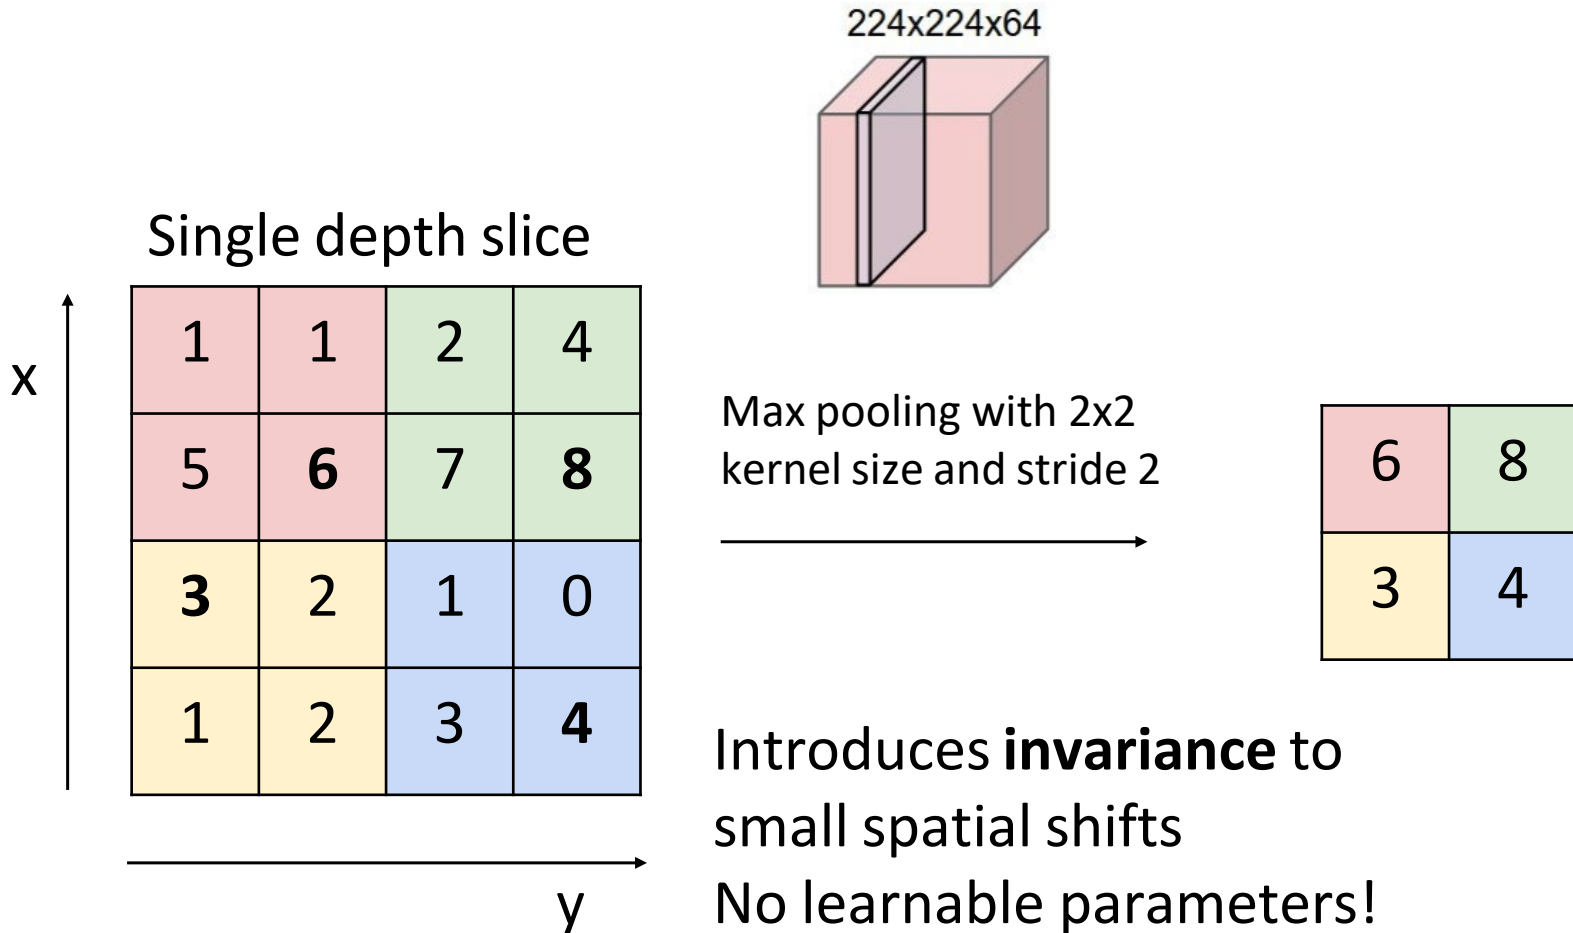 224x224x64
Single depth slice
x
1 1 2 4
5 6 7 8
3 2 1 0
1 2 3 4
y
Max pooling with 2x2
kernel size and stride 2
6 8
3 4
Introduces invariance to
small spatial shifts
No learnable parameters!